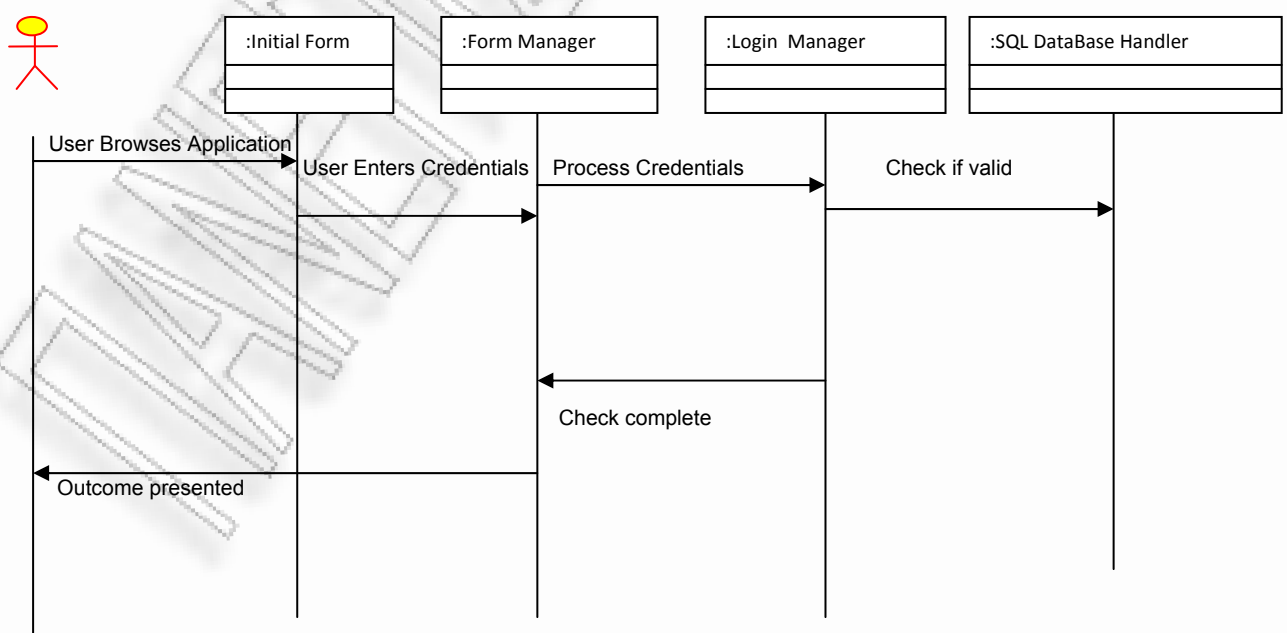 :Initial Form
:Form Manager
:Login Manager
:SQL DataBase Handler
User Browses Application
User Enters Credentials
Process Credentials
Check if valid
Check complete
Outcome presented